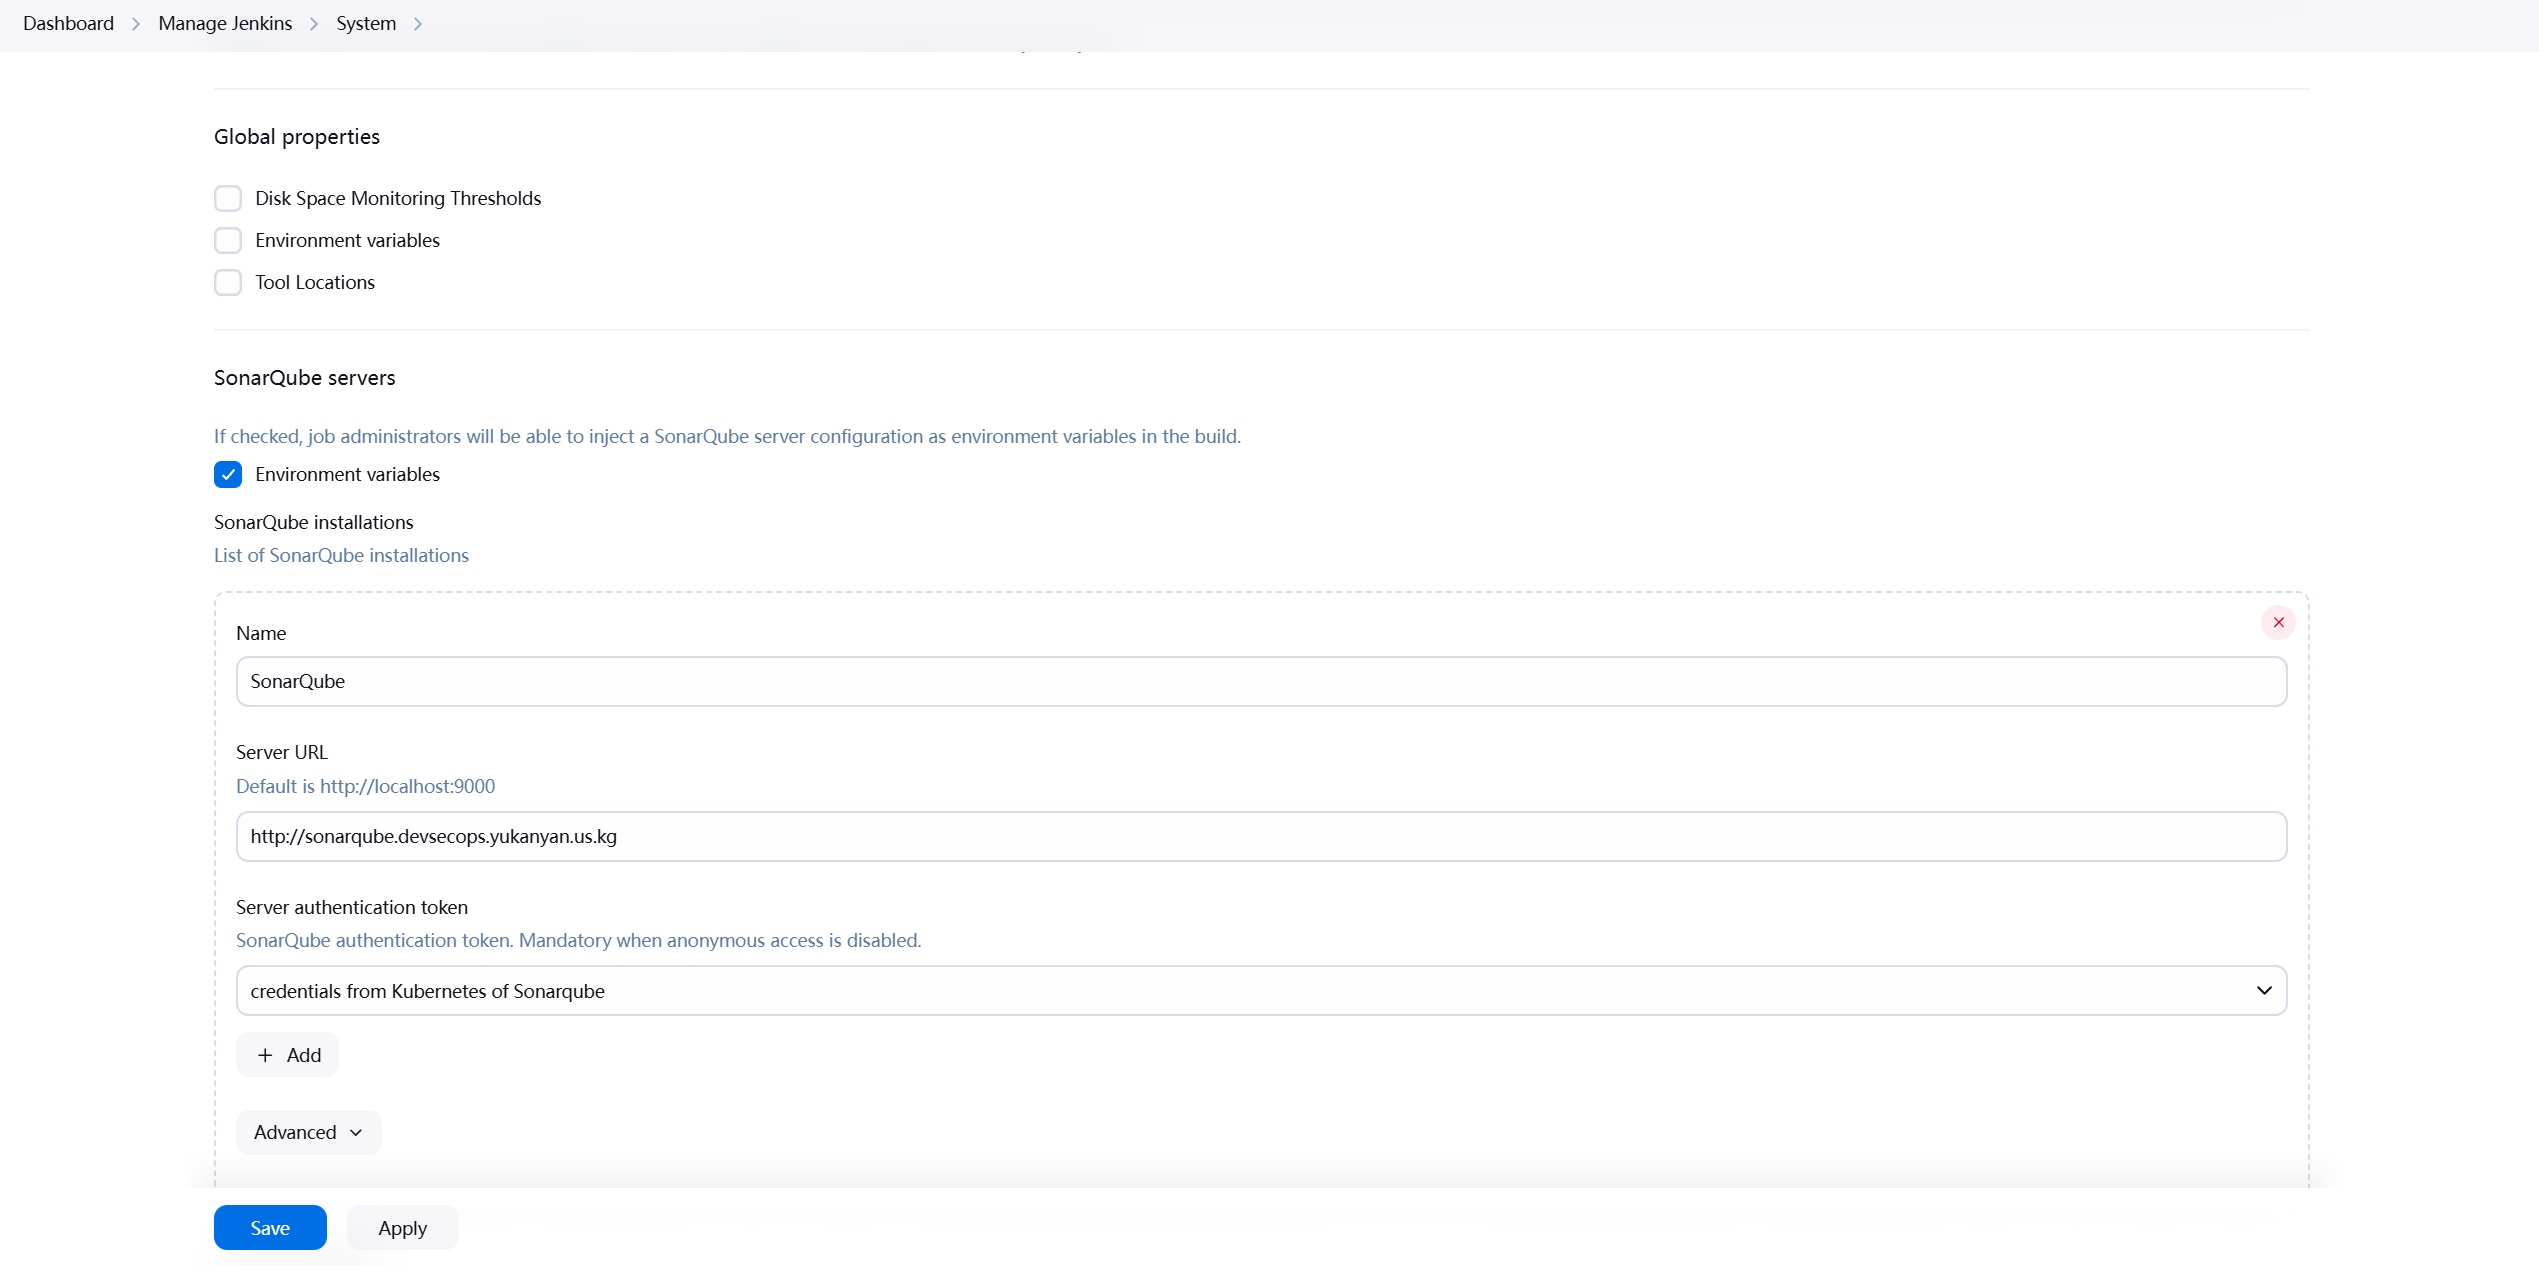 Dashboard > Manage Jenkins > System >
Global properties
Disk Space Monitoring Thresholds
Environment variables
Tool Locations
SonarQube servers
If checked, job administrators will be able to inject a SonarQube server configuration as environment variables in the build.
Environment variables
SonarQube installations
List of SonarQube installations
Name
SonarQube
Server URL
Default is http://localhost:9000
http://sonarqube.devsecops.yukanyan.us.kg
Server authentication token
SonarQube authentication token. Mandatory when anonymous access is disabled.
credentials from Kubernetes of Sonarqube
+ Add
Advanced
Save
Apply